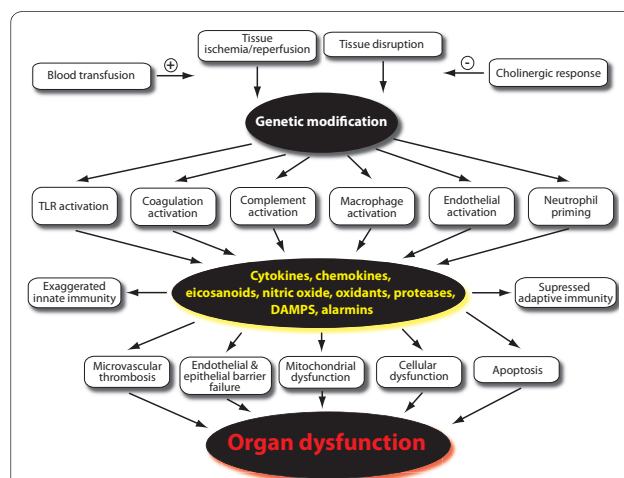 Tissue
ischemia/reperfusion
Tissue disruption
Blood transfusion
+
-
Cholinergic response
Genetic modification
TLR activation
Coagulation
activation
Complement
activation
Macrophage
activation
Endothelial
activation
Neutrophil
priming
Cytokines, chemokines,
eicosanoids, nitric oxide, oxidants, proteases,
DAMPS, alarmins
Exaggerated
innate immunity
Supressed
adaptive immunity
Microvascular
thrombosis
Endothelial &
epithelial barrier
failure
Mitochondrial
dysfunction
Cellular
dysfunction
Apoptosis
Organ dysfunction